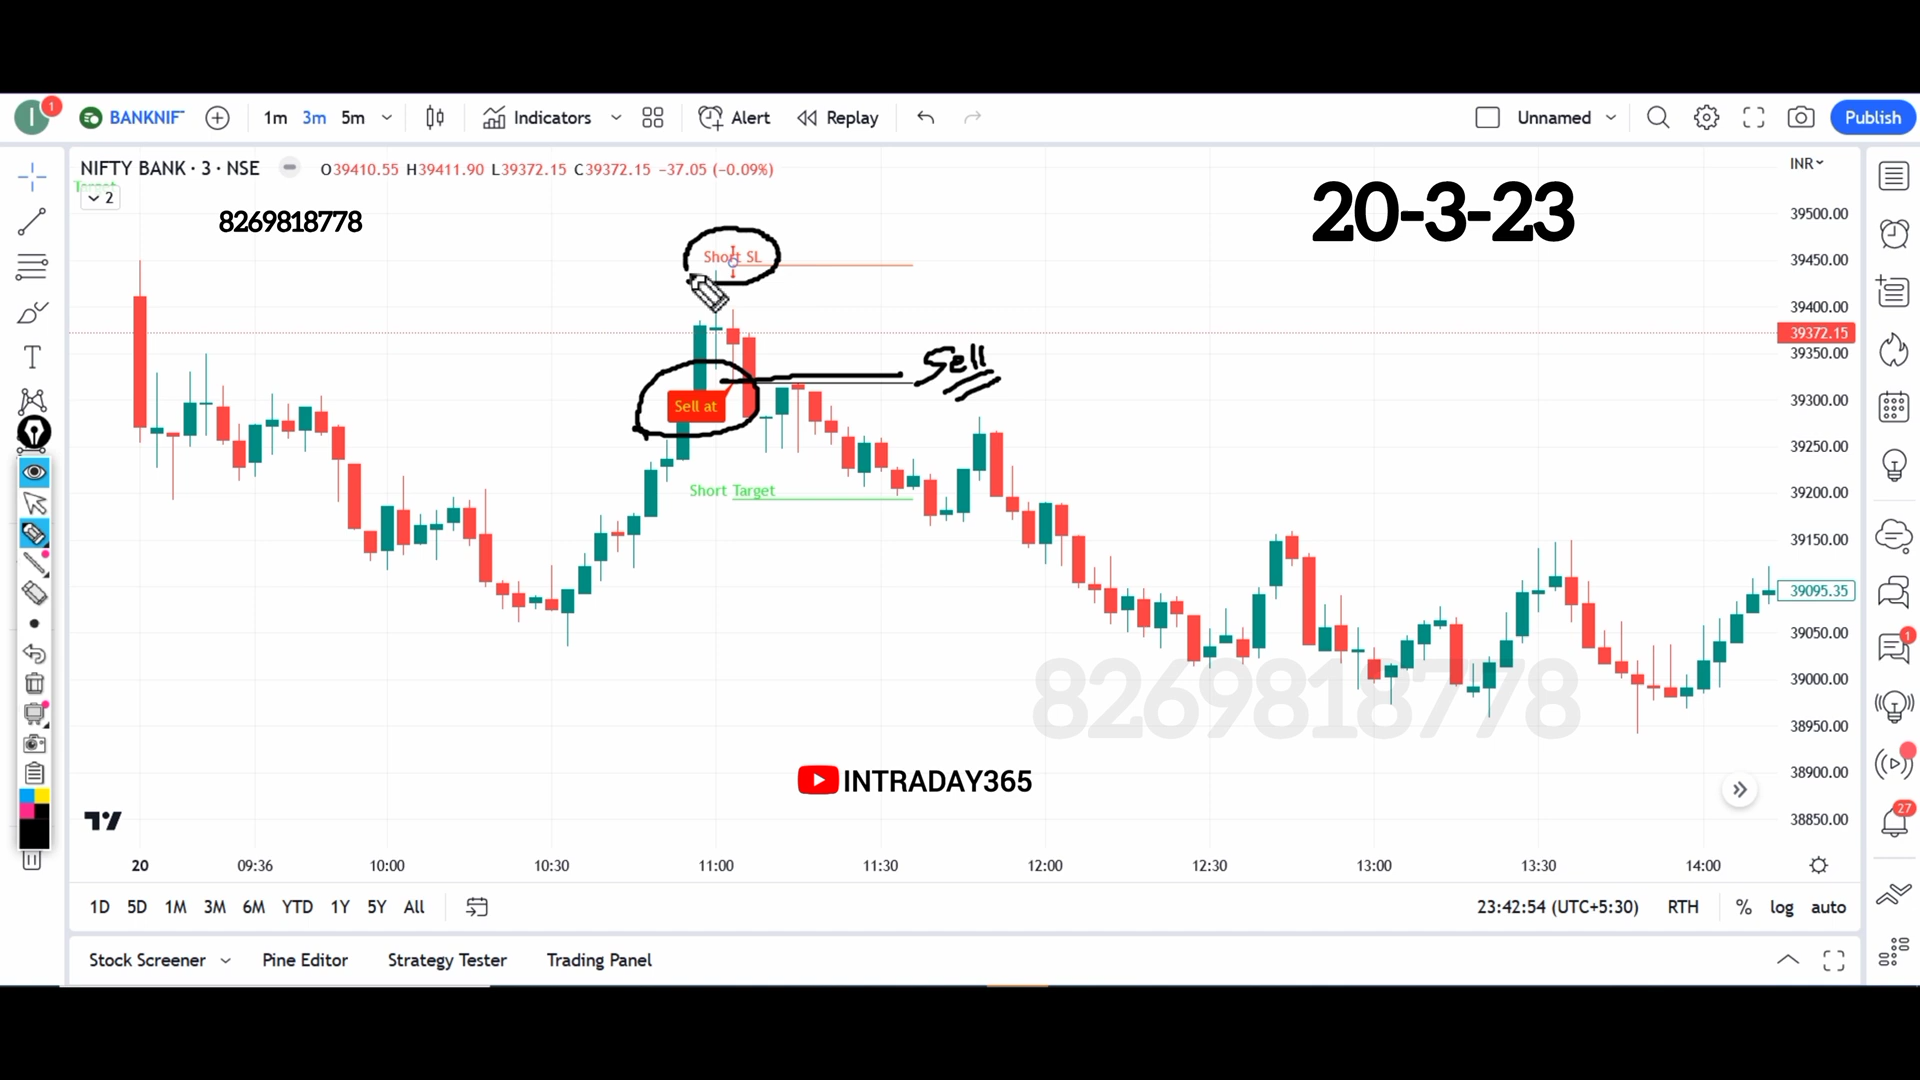 I 1 BANKNIF 1m 3m 5m Indicators Alert Replay Unnamed Publish
NIFTY BANK · 3 · NSE O39410.55 H39411.90 L39372.15 C39372.15 −37.05 (−0.09%) INR
Target
2
8269818778
20-3-23
39500.00
Short SL
39450.00
39400.00
39372.15
39350.00
Sell
Sell at
39300.00
39250.00
Short Target
39200.00
39150.00
39095.35
39050.00
1
8269818778
39000.00
38950.00
INTRADAY365
38900.00
27
38850.00
20 09:36 10:00 10:30 11:00 11:30 12:00 12:30 13:00 13:30 14:00
1D 5D 1M 3M 6M YTD 1Y 5Y All 23:42:54 (UTC+5:30) RTH % log auto
Stock Screener Pine Editor Strategy Tester Trading Panel